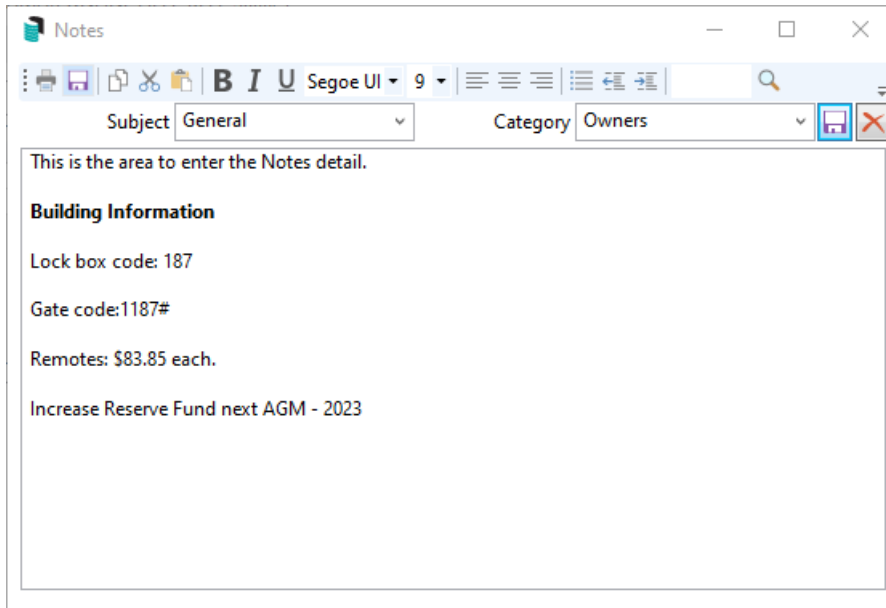 Notes
B I U Segoe UI 9
Subject General Category Owners
This is the area to enter the Notes detail.
Building Information
Lock box code: 187
Gate code:1187#
Remotes: $83.85 each.
Increase Reserve Fund next AGM - 2023